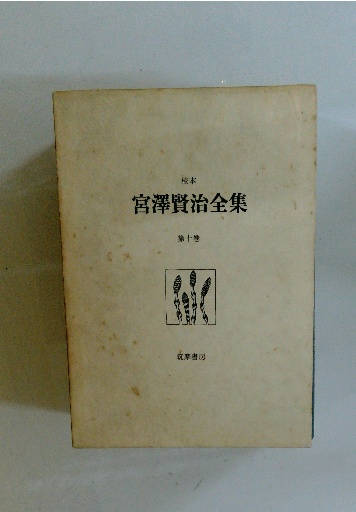 校本
宮澤賢治全集
第十巻
筑摩書房